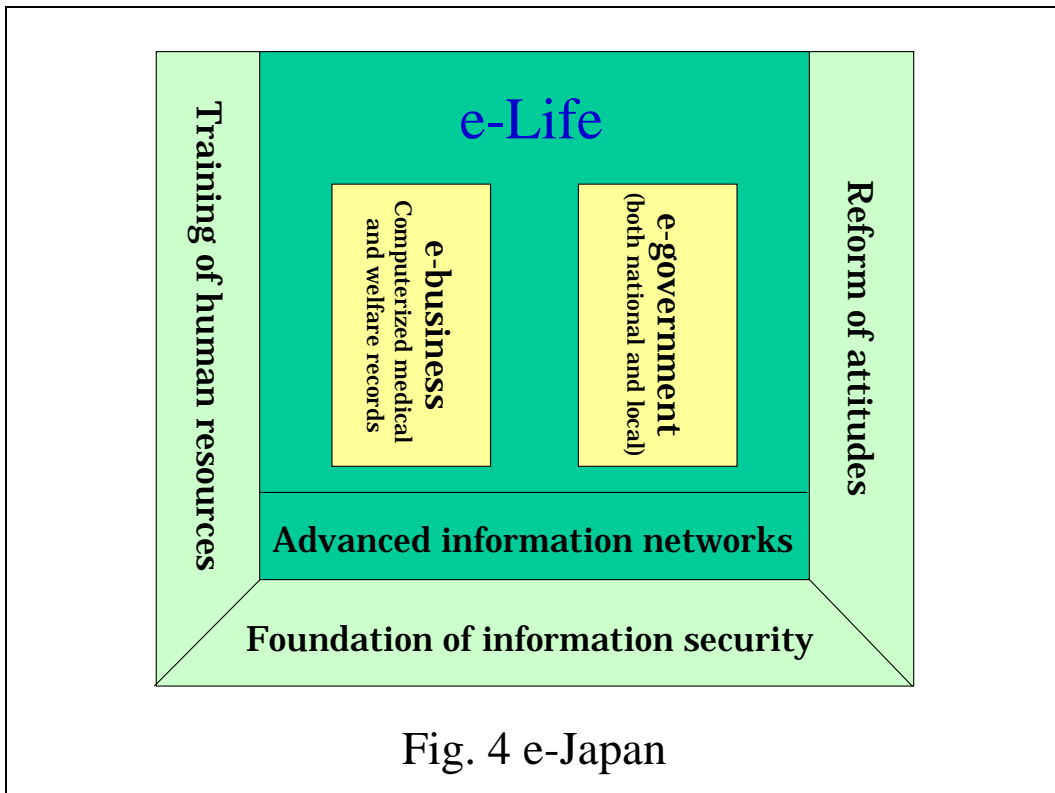 e-Life
Training of human resources
e-business
Computerized medical
and welfare records
e-government
(both national and local)
Reform of attitudes
Advanced information networks
Foundation of information security
Fig. 4 e-Japan